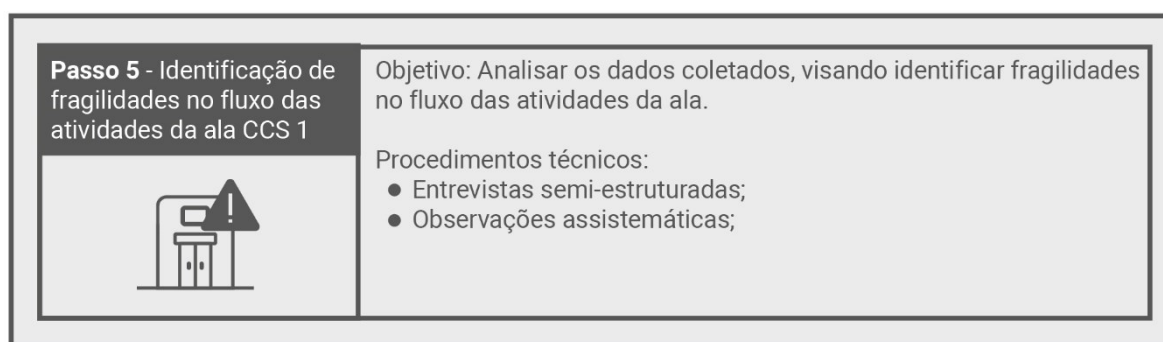 Passo 5 - Identificação de
fragilidades no fluxo das
atividades da ala CCS 1
Objetivo: Analisar os dados coletados, visando identificar fragilidades
no fluxo das atividades da ala.
Procedimentos técnicos:
● Entrevistas semi-estruturadas;
● Observações assistemáticas;